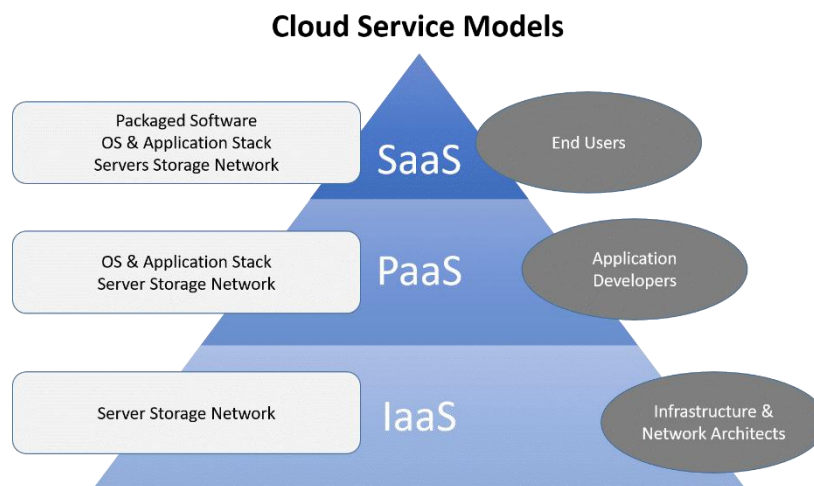 Cloud Service Models
Packaged Software
OS & Application Stack
Servers Storage Network
SaaS
End Users
OS & Application Stack
Server Storage Network
PaaS
Application
Developers
Server Storage Network
IaaS
Infrastructure &
Network Architects